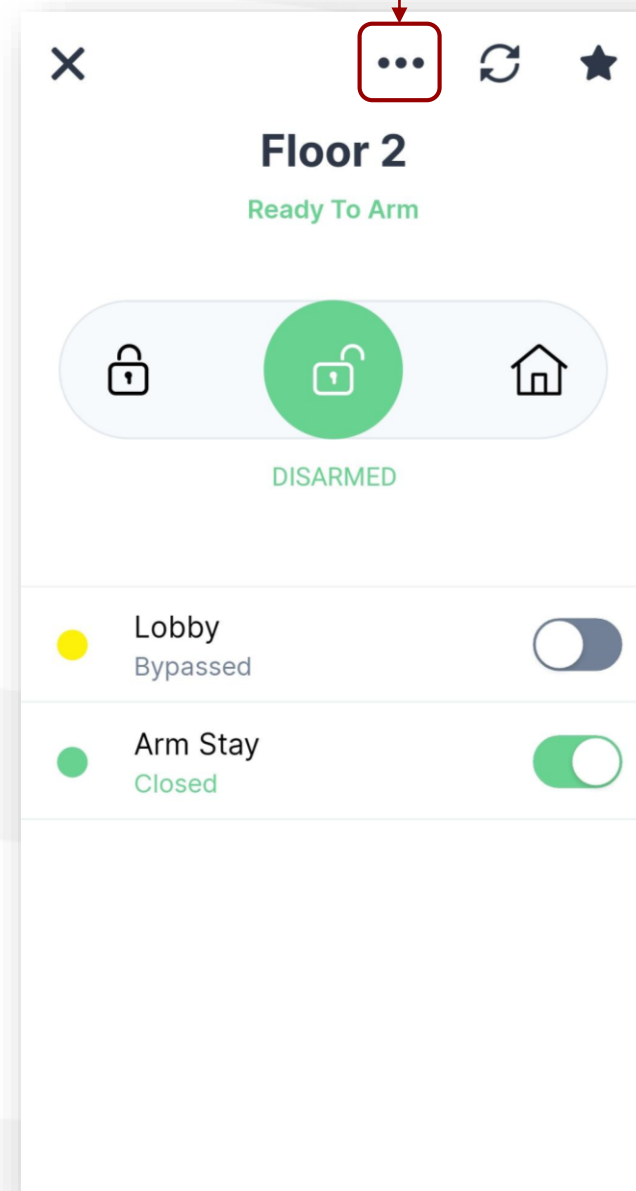 Floor 2
Ready To Arm
DISARMED
Lobby
Bypassed
Arm Stay
Closed